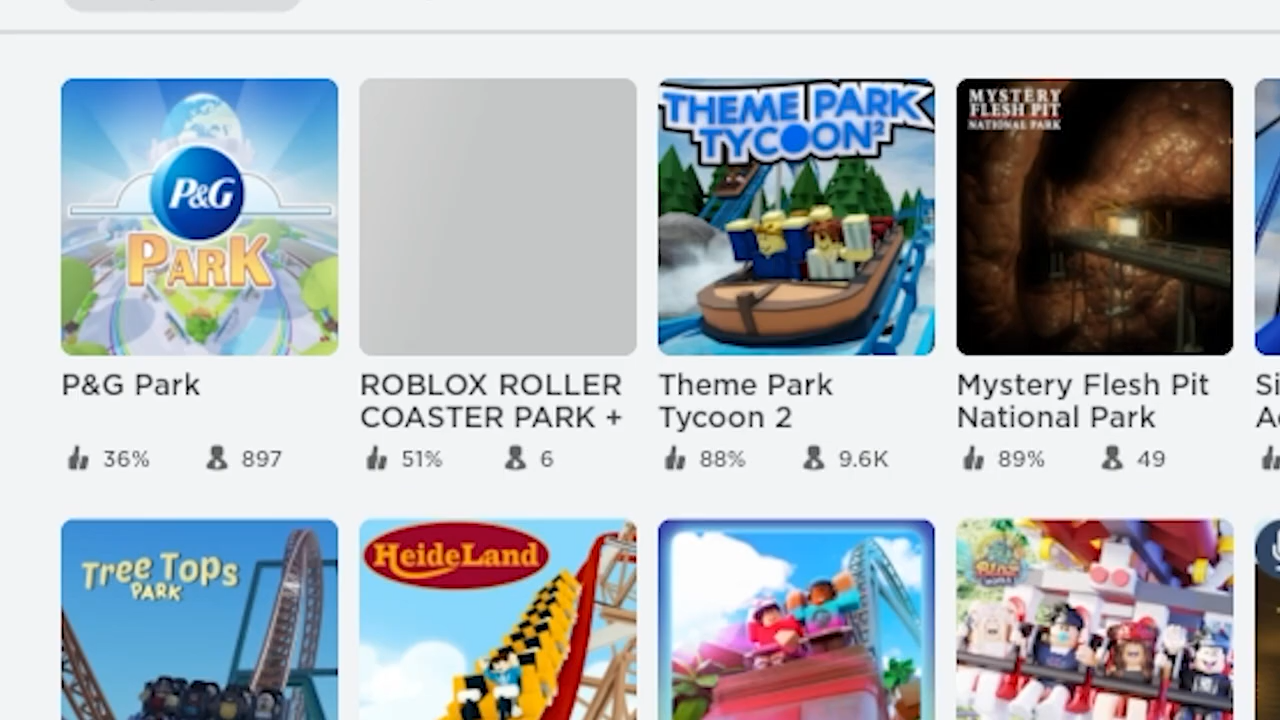 P&G
PARK
THEME PARK
TYCOON²
MYSTERY
FLESH PIT
NATIONAL PARK
P&G Park
ROBLOX ROLLER
COASTER PARK +
Theme Park
Tycoon 2
Mystery Flesh Pit
National Park
36%
897
51%
6
88%
9.6K
89%
49
Tree Tops
PARK
HeideLand